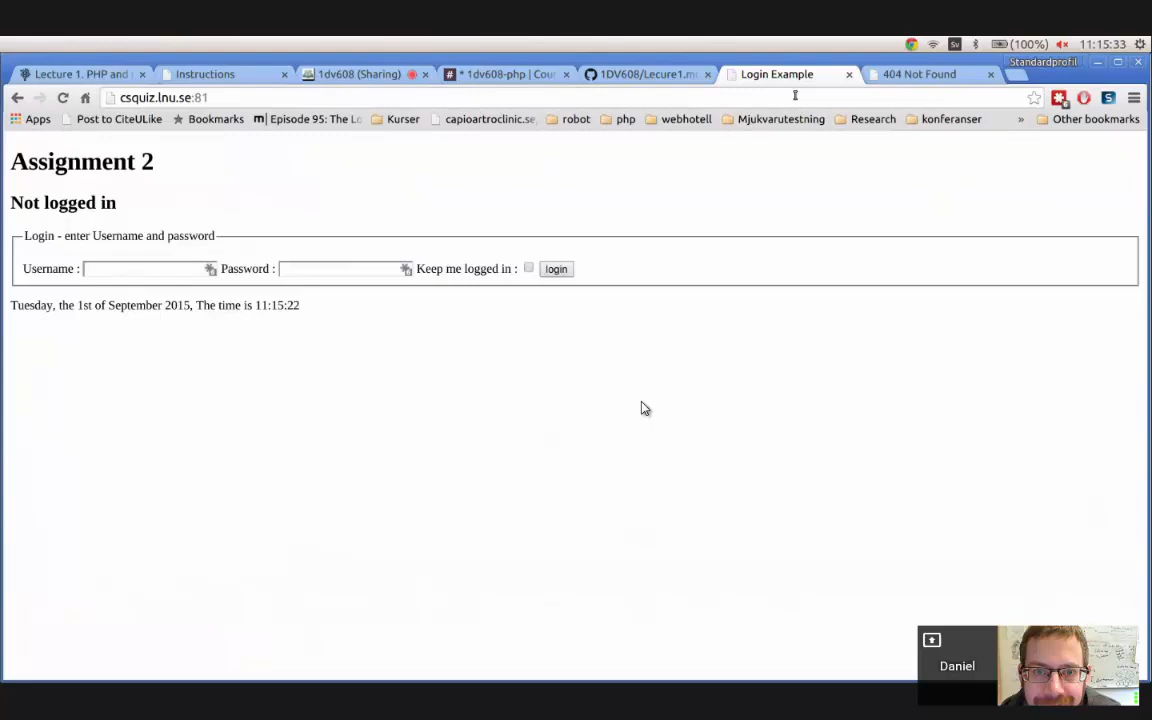 Sv (100%) 11:15:33
Standardprofil
Lecture 1. PHP and
Instructions
1dv608 (Sharing)
* 1dv608-php | Cou
1DV608/Lecure1.m
Login Example
404 Not Found
csquiz.lnu.se:81
Apps Post to CiteULike Bookmarks Episode 95: The Lo Kurser capioartroclinic.se, robot php webhotell Mjukvarutestning Research konferanser » Other bookmarks
Assignment 2
Not logged in
Login - enter Username and password
Username : Password : Keep me logged in : login
Tuesday, the 1st of September 2015, The time is 11:15:22
Daniel